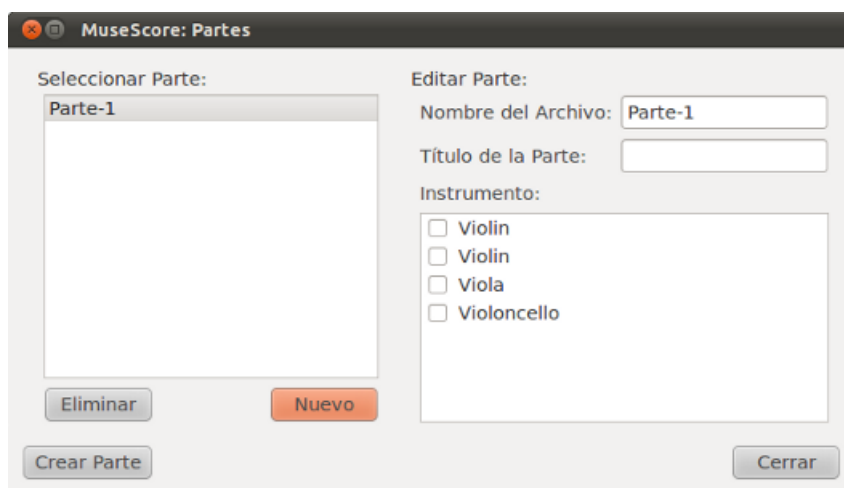 MuseScore: Partes
Seleccionar Parte:
Parte-1
Eliminar
Nuevo
Editar Parte:
Nombre del Archivo: Parte-1
Título de la Parte:
Instrumento:
Violin
Violin
Viola
Violoncello
Crear Parte
Cerrar